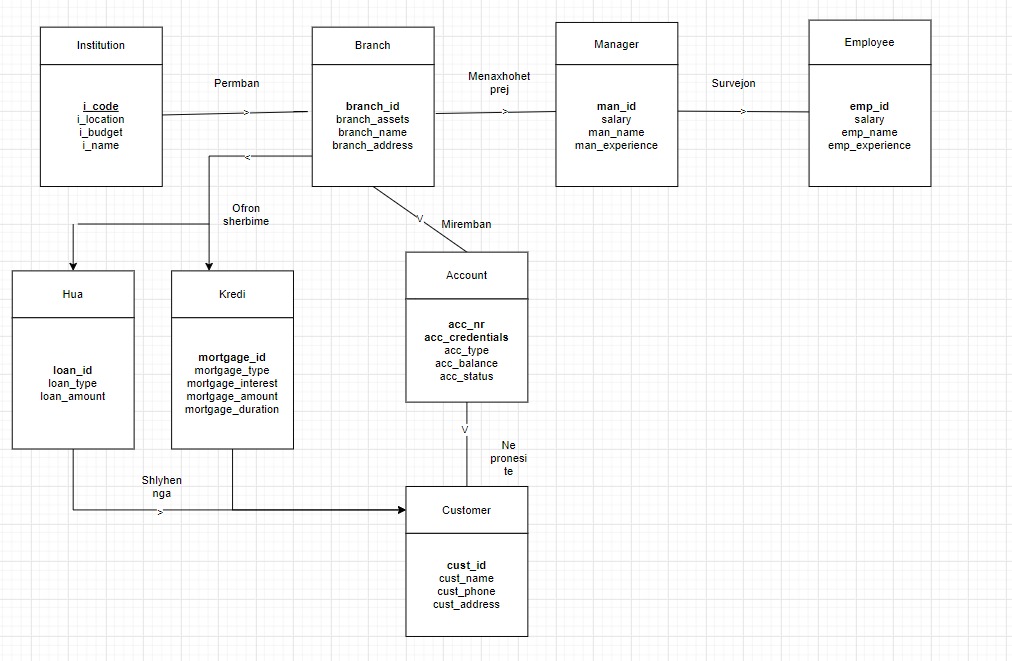 Institution
i_code
i_location
i_budget
i_name
Permban
>
Branch
branch_id
branch_assets
branch_name
branch_address
Menaxhohet
prej
>
Manager
man_id
salary
man_name
man_experience
Survejon
>
Employee
emp_id
salary
emp_name
emp_experience
<
Ofron
sherbime
V
Miremban
Hua
loan_id
loan_type
loan_amount
Kredi
mortgage_id
mortgage_type
mortgage_interest
mortgage_amount
mortgage_duration
Account
acc_nr
acc_credentials
acc_type
acc_balance
acc_status
V
Ne
pronesi
te
Shlyhen
nga
>
Customer
cust_id
cust_name
cust_phone
cust_address